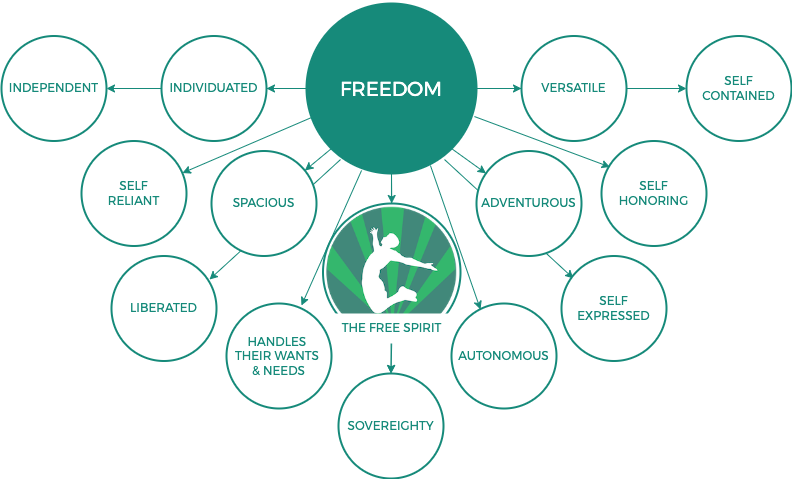 FREEDOM
INDEPENDENT
INDIVIDUATED
VERSATILE
SELF
CONTAINED
SELF
RELIANT
SPACIOUS
ADVENTUROUS
SELF
HONORING
LIBERATED
THE FREE SPIRIT
SELF
EXPRESSED
HANDLES
THEIR WANTS
& NEEDS
AUTONOMOUS
SOVEREIGHTY